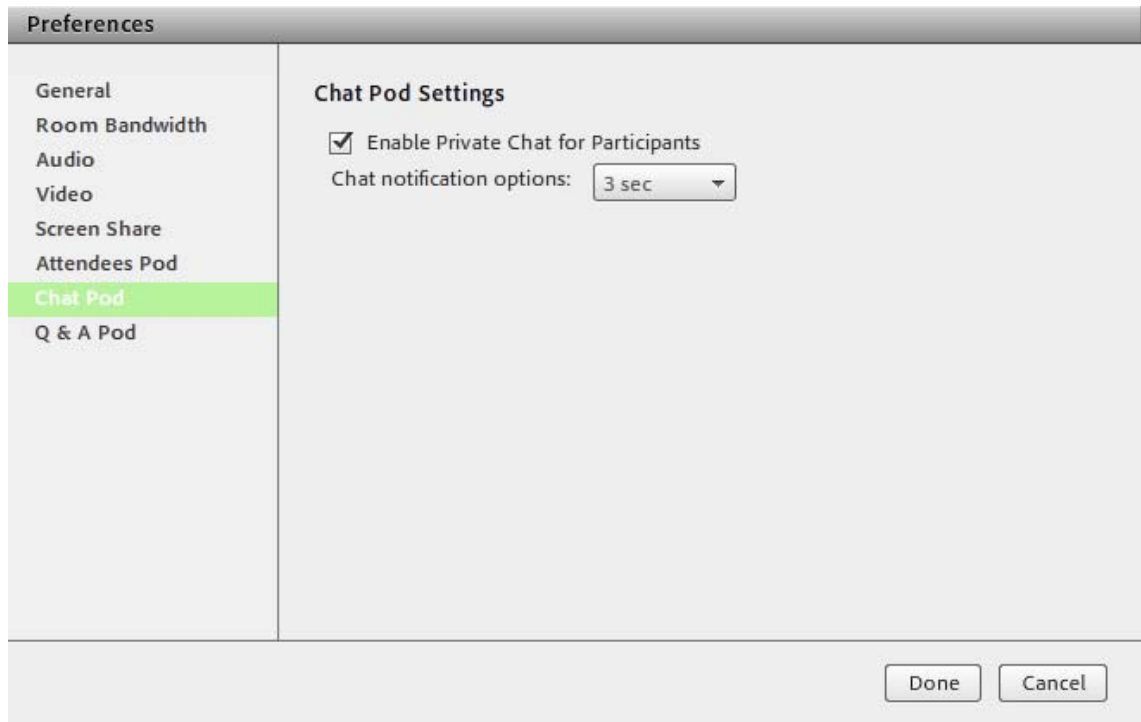 Preferences
General
Room Bandwidth
Audio
Video
Screen Share
Attendees Pod
Chat Pod
Q & A Pod
Chat Pod Settings
Enable Private Chat for Participants
Chat notification options: 3 sec
Done Cancel